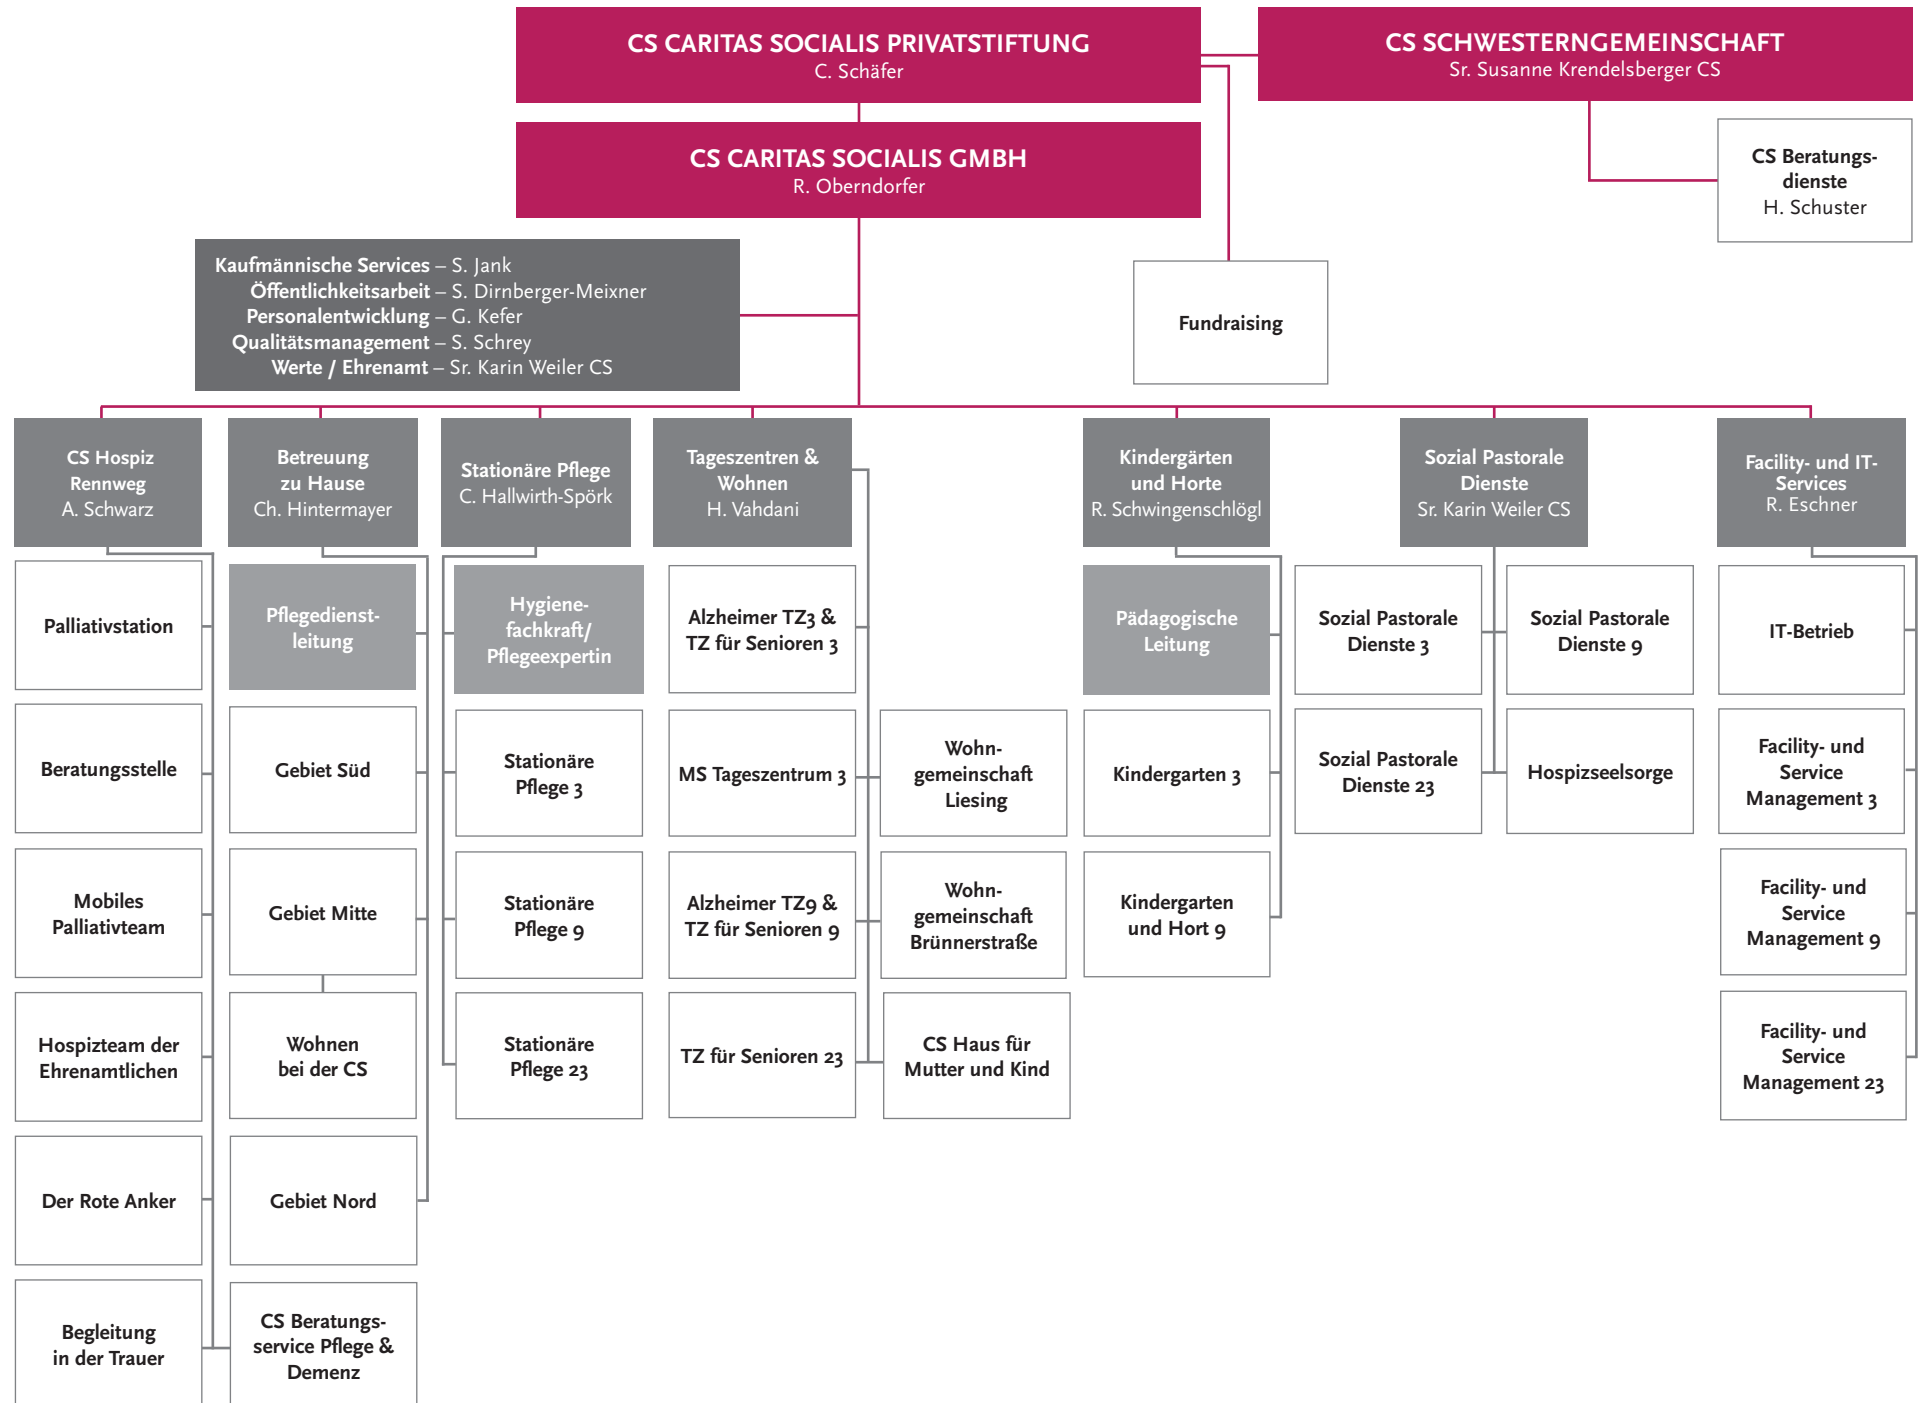 CS CARITAS SOCIALIS PRIVATSTIFTUNG
C. Schäfer
CS SCHWESTERNGEMEINSCHAFT
Sr. Susanne Krendelsberger CS
CS CARITAS SOCIALIS GMBH
R. Oberndorfer
CS Beratungs-
dienste
H. Schuster
Kaufmännische Services – S. Jank
Öffentlichkeitsarbeit – S. Dirnberger-Meixner
Personalentwicklung – G. Kefer
Qualitätsmanagement – S. Schrey
Werte / Ehrenamt – Sr. Karin Weiler CS
Fundraising
CS Hospiz
Rennweg
A. Schwarz
Betreuung
zu Hause
Ch. Hintermayer
Stationäre Pflege
C. Hallwirth-Spörk
Tageszentren &
Wohnen
H. Vahdani
Kindergärten
und Horte
R. Schwingenschlögl
Sozial Pastorale
Dienste
Sr. Karin Weiler CS
Facility- und IT-
Services
R. Eschner
Palliativstation
Pflegedienst-
leitung
Hygiene-
fachkraft/
Pflegeexpertin
Alzheimer TZ3 &
TZ für Senioren 3
Pädagogische
Leitung
Sozial Pastorale
Dienste 3
Sozial Pastorale
Dienste 9
IT-Betrieb
Beratungsstelle
Gebiet Süd
Stationäre
Pflege 3
MS Tageszentrum 3
Wohn-
gemeinschaft
Liesing
Kindergarten 3
Sozial Pastorale
Dienste 23
Hospizseelsorge
Facility- und
Service
Management 3
Mobiles
Palliativteam
Gebiet Mitte
Stationäre
Pflege 9
Alzheimer TZ9 &
TZ für Senioren 9
Wohn-
gemeinschaft
Brünnerstraße
Kindergarten
und Hort 9
Facility- und
Service
Management 9
Hospizteam der
Ehrenamtlichen
Wohnen
bei der CS
Stationäre
Pflege 23
TZ für Senioren 23
CS Haus für
Mutter und Kind
Facility- und
Service
Management 23
Der Rote Anker
Gebiet Nord
Begleitung
in der Trauer
CS Beratungs-
service Pflege &
Demenz